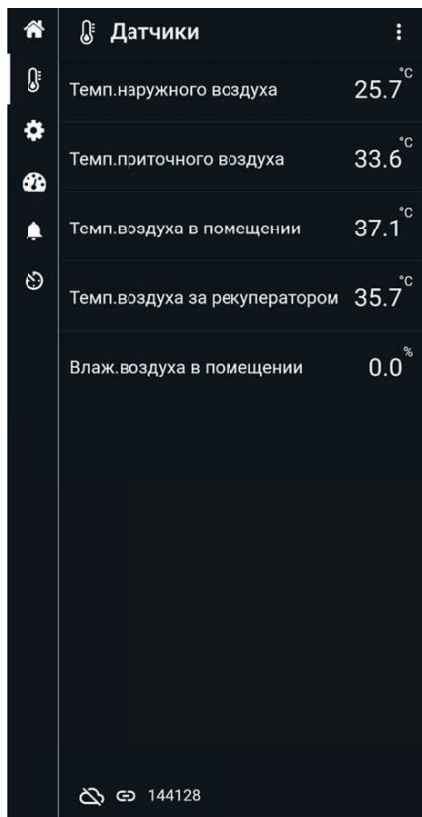 Датчики
Темп.наружного воздуха 25.7 °C
Темп.приточного воздуха 33.6 °C
Темп.воздуха в помещении 37.1 °C
Темп.воздуха за рекуператором 35.7 °C
Влаж.воздуха в помещении 0.0 %
144128